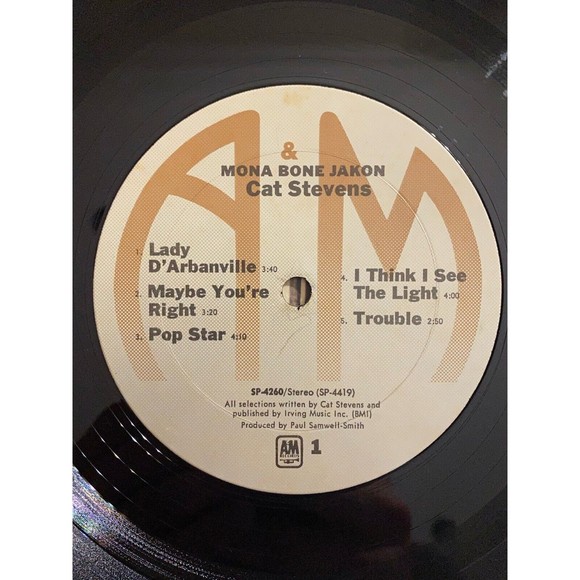 A & M
MONA BONE JAKON
Cat Stevens
1. Lady
D'Arbanville 3:40
2. Maybe You're
Right 3:20
3. Pop Star 4:10
4. I Think I See
The Light 4:00
5. Trouble 2:50
SP-4260/Stereo (SP-4419)
All selections written by Cat Stevens and
published by Irving Music Inc. (BMI)
Produced by Paul Samwell-Smith
AM
RECORDS
1